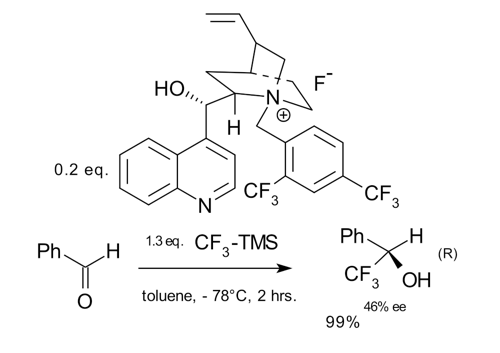 HO
F-
N
⊕
H
0.2 eq.
N
CF3
CF3
Ph H
O
1.3 eq. CF3-TMS
toluene, - 78°C, 2 hrs.
Ph H
(R)
CF3 OH
46% ee
99%